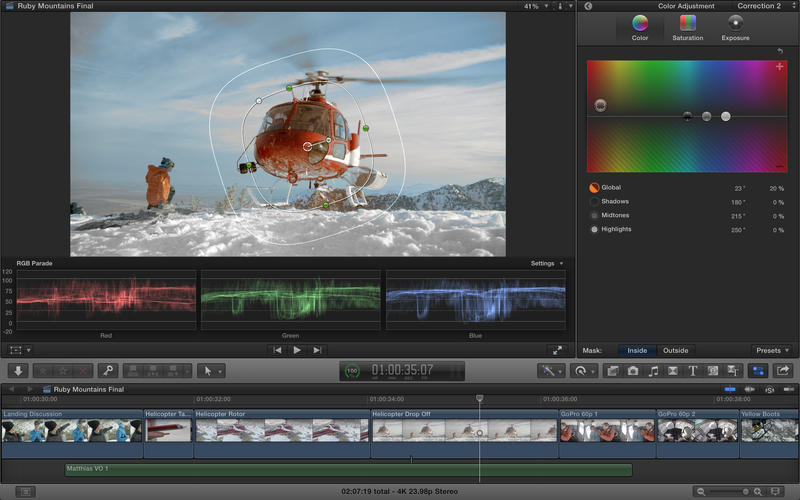 Ruby Mountains Final
41%
Color Adjustment
Correction 2
Color
Saturation
Exposure
Global 23° 20 %
Shadows 180° 0 %
Midtones 215° 0 %
Highlights 250° 0 %
RGB Parade
Settings
120
100
75
50
25
0
-20
Red
Green
Blue
Mask: Inside Outside
Presets
100
01:00:35:07
T
Ruby Mountains Final
01:00:30:00
01:00:32:00
01:00:34:00
01:00:36:00
01:00:38:00
Landing Discussion
Helicopter Ta...
Helicopter Rotor
Helicopter Drop Off
GoPro 60p 1
GoPro 60p 2
Yellow Boots
Matthias VO 1
02:07:19 total - 4K 23.98p Stereo